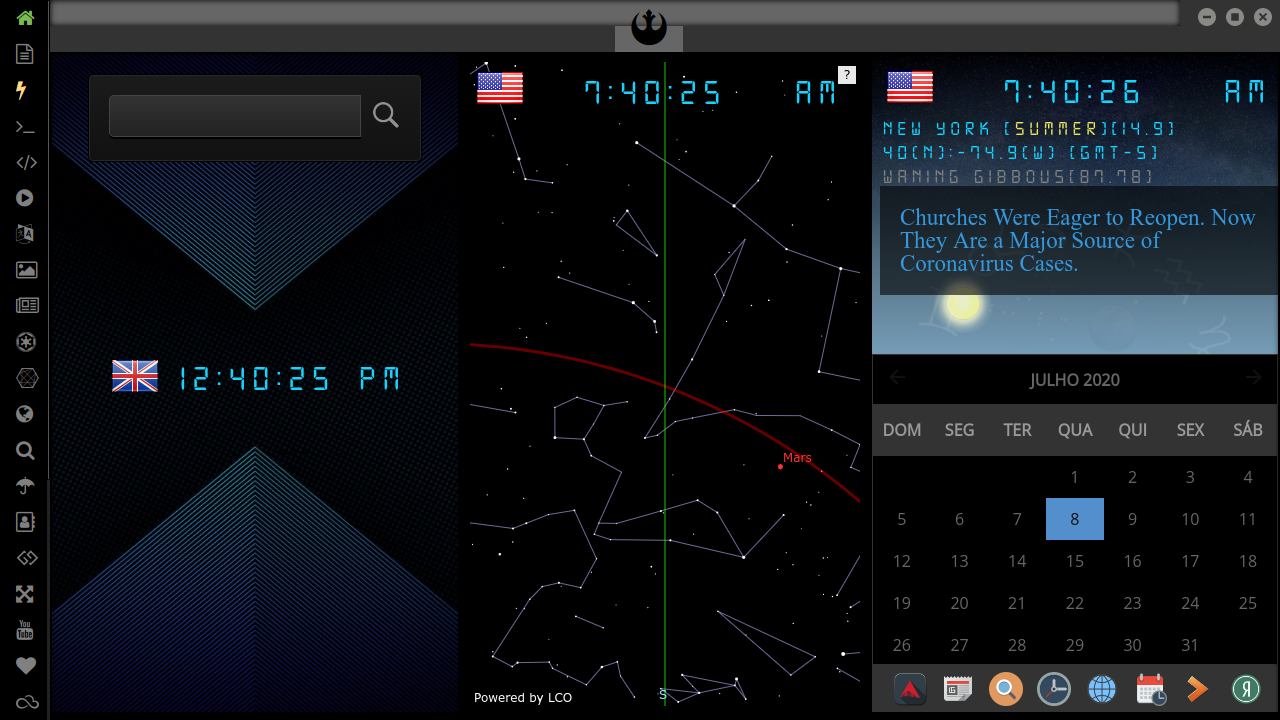 7:40:25 AM
?
7:40:26 AM
NEW YORK [SUMMER][14.9]
40(N):-74.9(W) [GMT-5]
WANING GIBBOUS[87.78]
Churches Were Eager to Reopen. Now
They Are a Major Source of
Coronavirus Cases.
12:40:25 PM
Mars
S
Powered by LCO
JULHO 2020
DOM SEG TER QUA QUI SEX SÁB
1 2 3 4
5 6 7 8 9 10 11
12 13 14 15 16 17 18
19 20 21 22 23 24 25
26 27 28 29 30 31
You
Tube